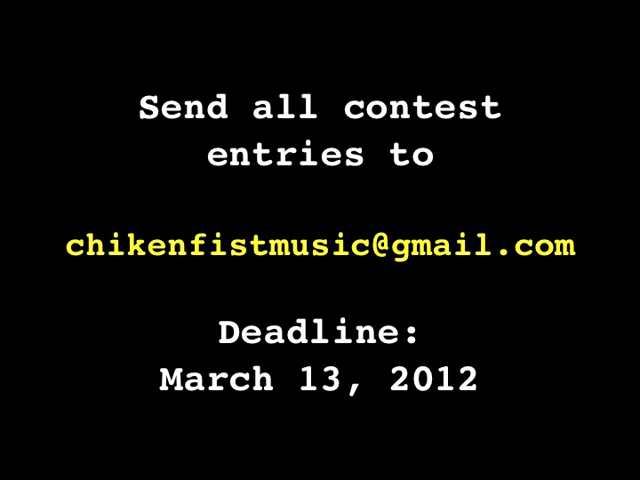 Send all contest
entries to
chikenfistmusic@gmail.com
Deadline:
March 13, 2012